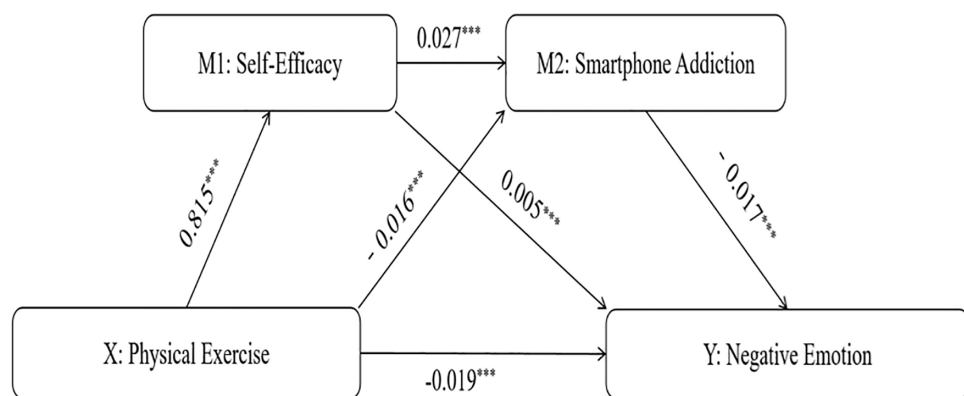 0.027***
M1: Self-Efficacy
M2: Smartphone Addiction
0.815***
- 0.016***
0.005***
- 0.017***
X: Physical Exercise
Y: Negative Emotion
-0.019***